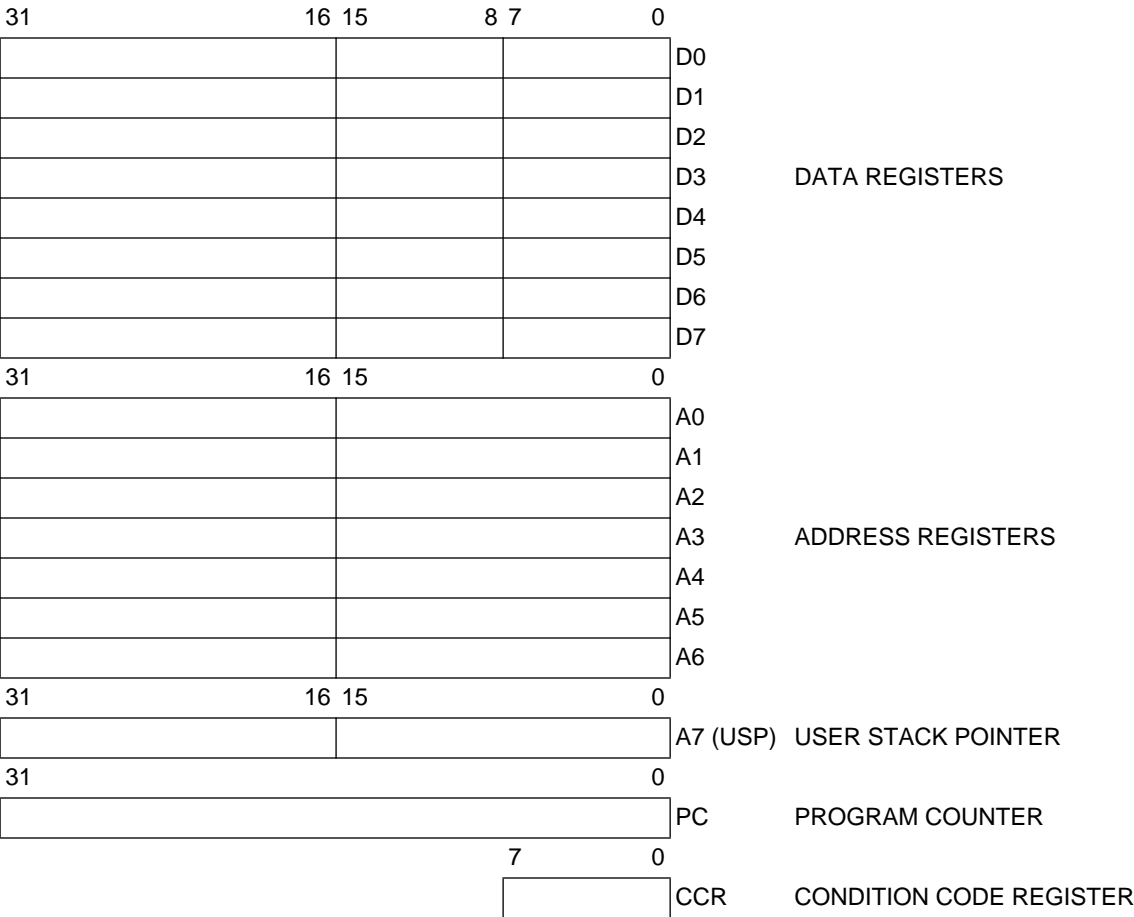 31 16 15 8 7 0
D0
D1
D2
D3 DATA REGISTERS
D4
D5
D6
D7
31 16 15 0
A0
A1
A2
A3 ADDRESS REGISTERS
A4
A5
A6
31 16 15 0
A7 (USP) USER STACK POINTER
31 0
PC PROGRAM COUNTER
7 0
CCR CONDITION CODE REGISTER